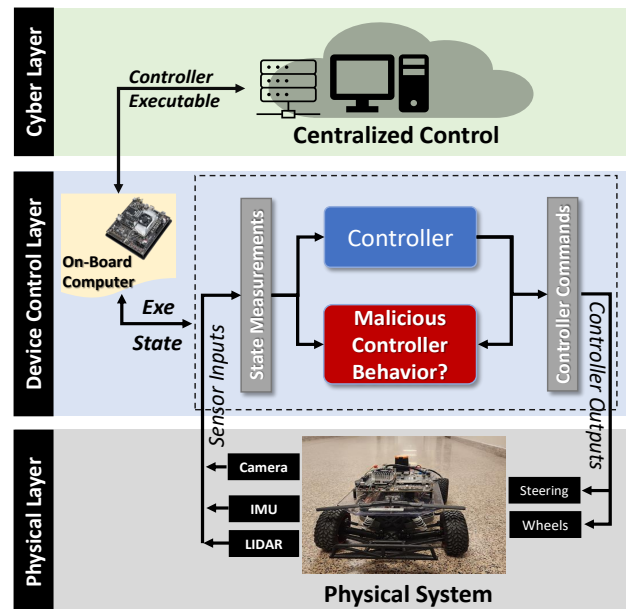 Cyber Layer
Controller
Executable
Centralized Control
Device Control Layer
On-Board
Computer
Exe
State
Sensor Inputs
State Measurements
Controller
Malicious
Controller
Behavior?
Controller Commands
Controller Outputs
Physical Layer
Camera
IMU
LIDAR
Steering
Wheels
Physical System